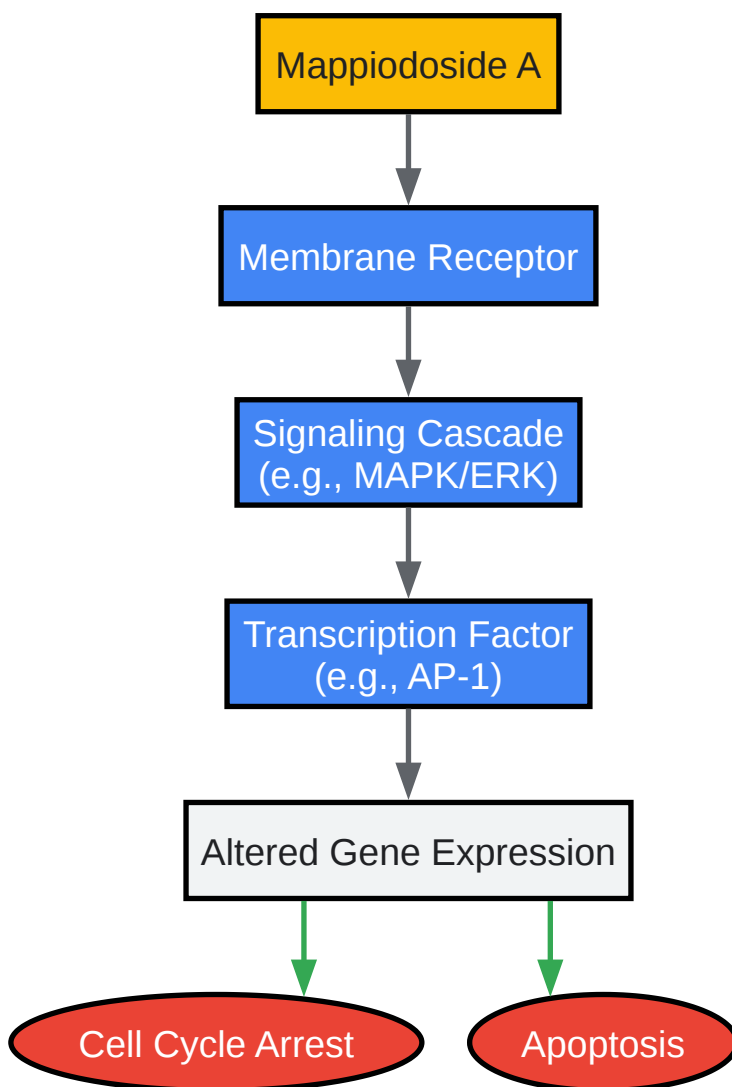 Mappiodoside A
Membrane Receptor
Signaling Cascade
(e.g., MAPK/ERK)
Transcription Factor
(e.g., AP-1)
Altered Gene Expression
Cell Cycle Arrest
Apoptosis